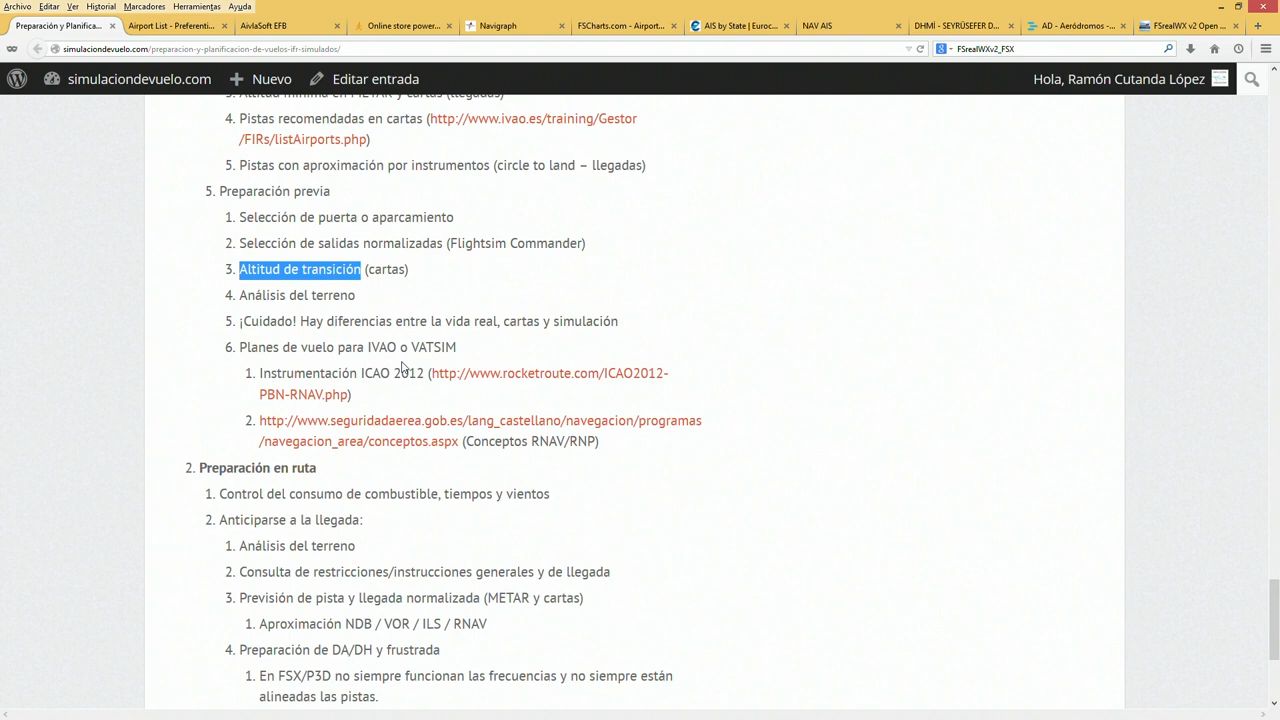 Archivo Editar Ver Historial Marcadores Herramientas Ayuda
Preparación y Planifica... Airport List - Preferenti... AivlaSoft EFB Online store power... Navigraph FSCharts.com - Airport... AIS by State | Euroc... NAV AIS DHMİ - SEYRÜSEFER D... AD - Aeródromos -... FSrealWX v2 Open ...
simulaciondevuelo.com/preparacion-y-planificacion-de-vuelos-ifr-simulados/ FSrealWXv2_FSX
simulaciondevuelo.com Nuevo Editar entrada Hola, Ramón Cutanda López
3. Altitud mínima en METAR y cartas (llegadas)
4. Pistas recomendadas en cartas (http://www.ivao.es/training/Gestor
/FIRs/listAirports.php)
5. Pistas con aproximación por instrumentos (circle to land – llegadas)
5. Preparación previa
1. Selección de puerta o aparcamiento
2. Selección de salidas normalizadas (Flightsim Commander)
3. Altitud de transición (cartas)
4. Análisis del terreno
5. ¡Cuidado! Hay diferencias entre la vida real, cartas y simulación
6. Planes de vuelo para IVAO o VATSIM
1. Instrumentación ICAO 2012 (http://www.rocketroute.com/ICAO2012-
PBN-RNAV.php)
2. http://www.seguridadaerea.gob.es/lang_castellano/navegacion/programas
/navegacion_area/conceptos.aspx (Conceptos RNAV/RNP)
2. Preparación en ruta
1. Control del consumo de combustible, tiempos y vientos
2. Anticiparse a la llegada:
1. Análisis del terreno
2. Consulta de restricciones/instrucciones generales y de llegada
3. Previsión de pista y llegada normalizada (METAR y cartas)
1. Aproximación NDB / VOR / ILS / RNAV
4. Preparación de DA/DH y frustrada
1. En FSX/P3D no siempre funcionan las frecuencias y no siempre están
alineadas las pistas.